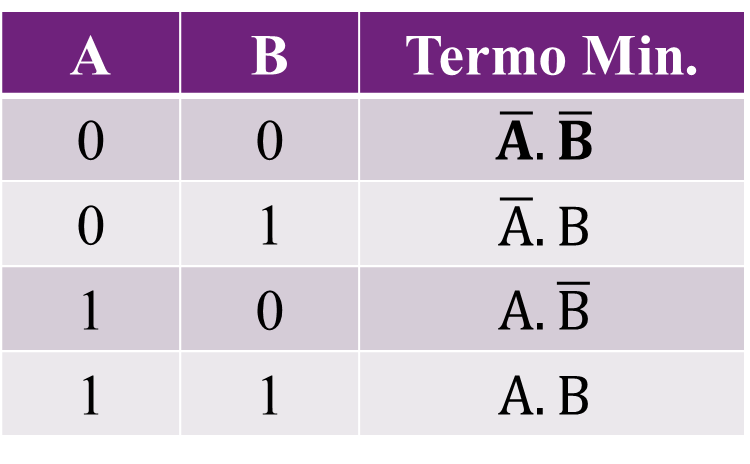 A B Termo Min.
0 0 A̅. B̅
0 1 A̅. B
1 0 A. B̅
1 1 A. B